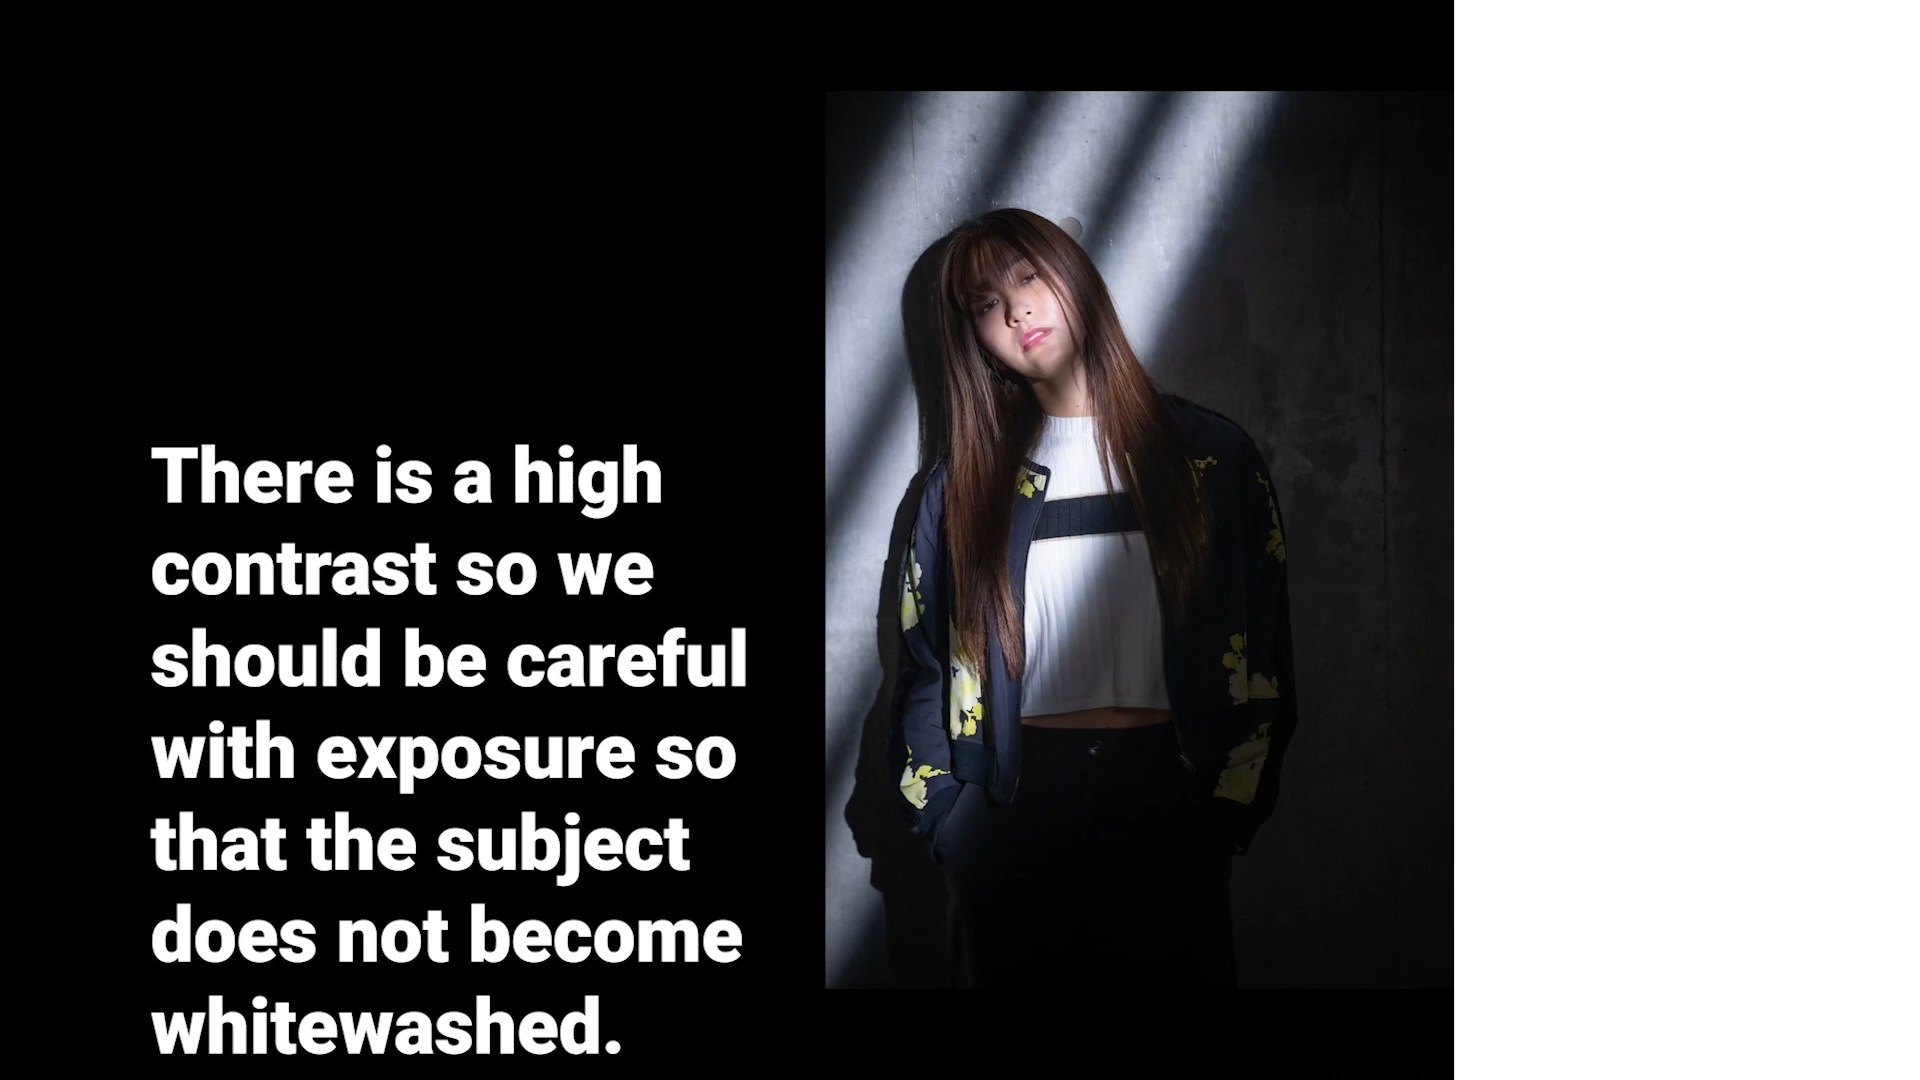 There is a high
contrast so we
should be careful
with exposure so
that the subject
does not become
whitewashed.